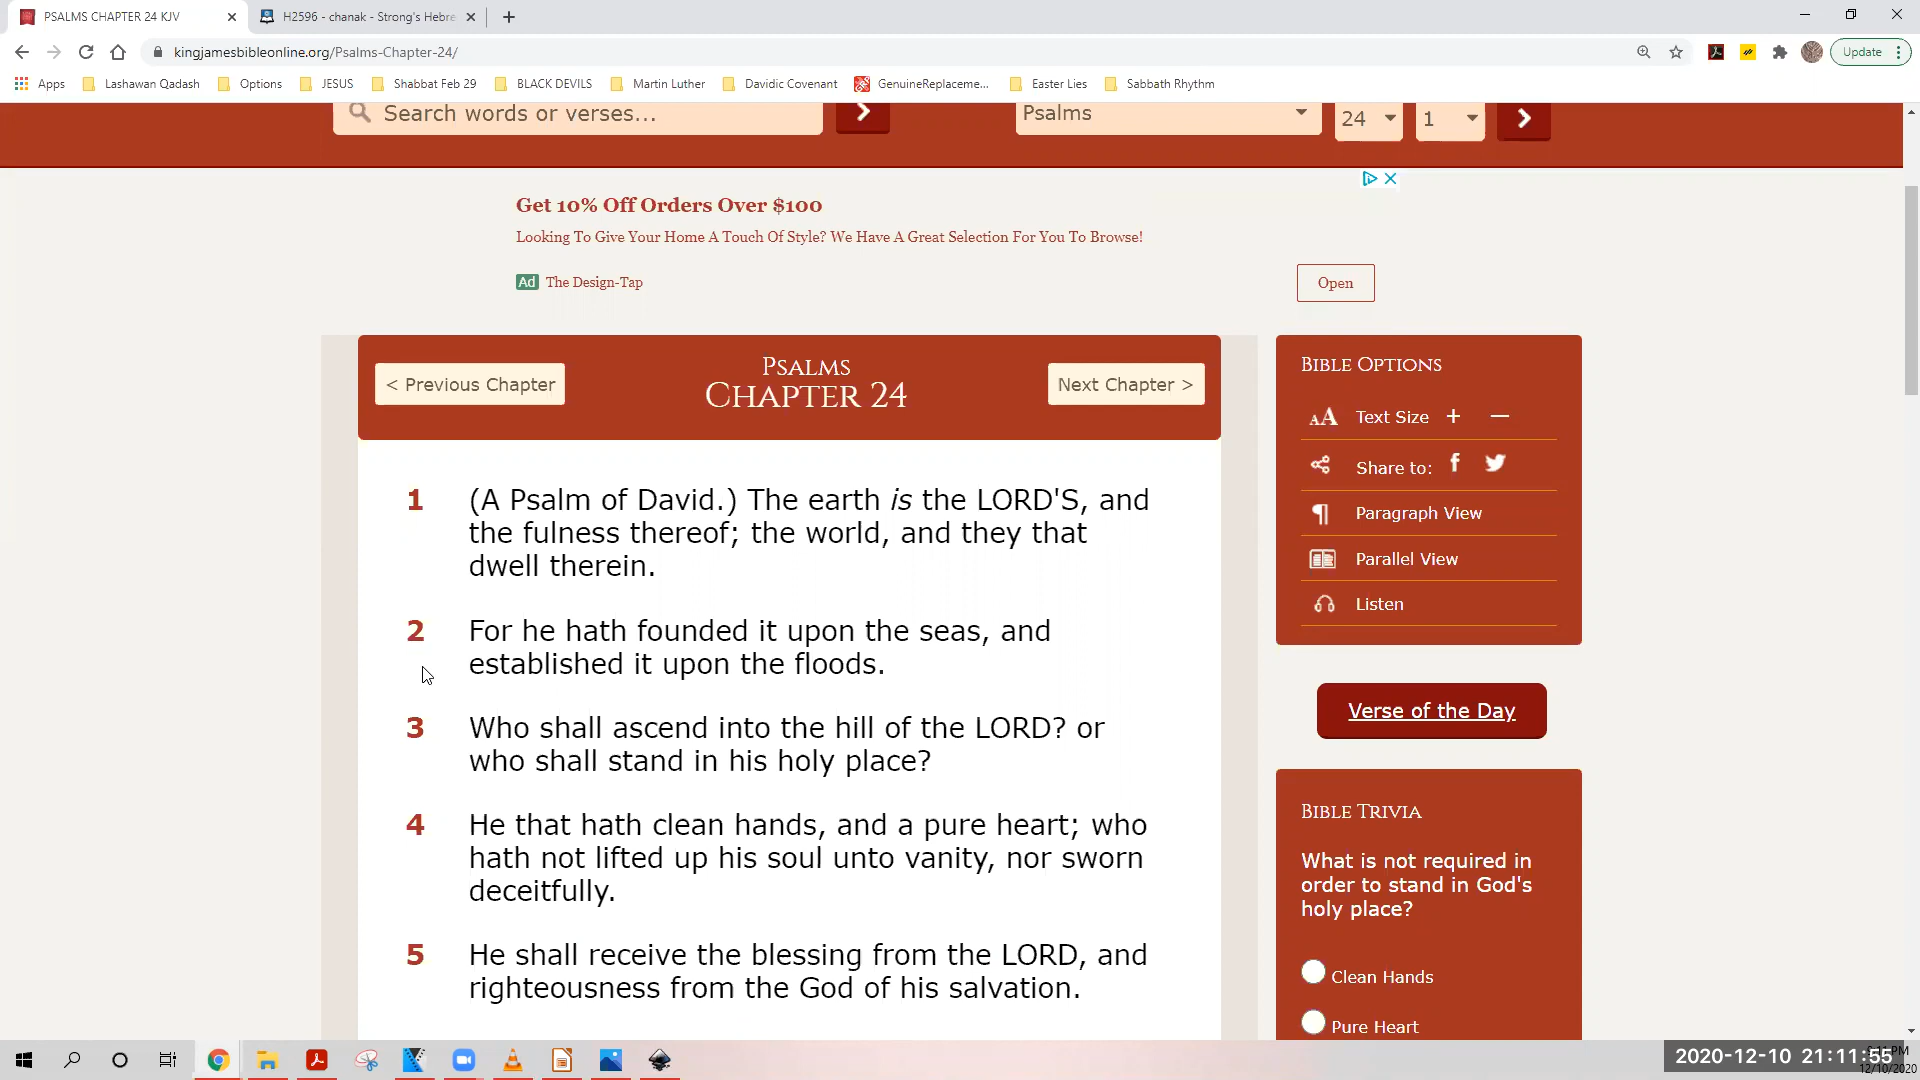 PSALMS CHAPTER 24 KJV
H2596 - chanak - Strong's Hebre
kingjamesbibleonline.org/Psalms-Chapter-24/
Update
Apps
Lashawan Qadash
Options
JESUS
Shabbat Feb 29
BLACK DEVILS
Martin Luther
Davidic Covenant
GenuineReplaceme...
Easter Lies
Sabbath Rhythm
Search words or verses...
Psalms
24
1
Get 10% Off Orders Over $100
Looking To Give Your Home A Touch Of Style? We Have A Great Selection For You To Browse!
Ad The Design-Tap
Open
< Previous Chapter
PSALMS
CHAPTER 24
Next Chapter >
1 (A Psalm of David.) The earth is the LORD'S, and
the fulness thereof; the world, and they that
dwell therein.
2 For he hath founded it upon the seas, and
established it upon the floods.
3 Who shall ascend into the hill of the LORD? or
who shall stand in his holy place?
4 He that hath clean hands, and a pure heart; who
hath not lifted up his soul unto vanity, nor sworn
deceitfully.
5 He shall receive the blessing from the LORD, and
righteousness from the God of his salvation.
BIBLE OPTIONS
AA Text Size + —
Share to:
Paragraph View
Parallel View
Listen
Verse of the Day
BIBLE TRIVIA
What is not required in
order to stand in God's
holy place?
Clean Hands
Pure Heart
2020-12-10 21:11:55
12/10/2020